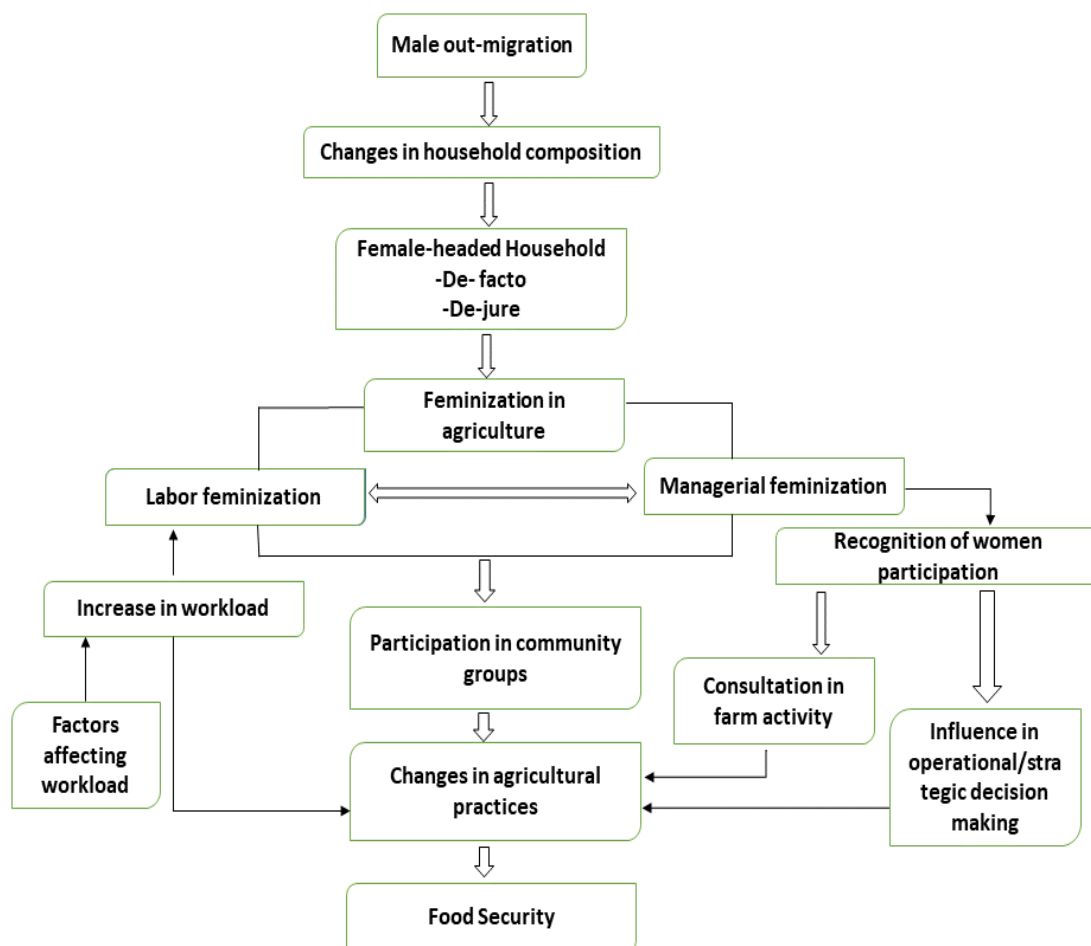 Male out-migration
Changes in household composition
Female-headed Household
-De- facto
-De-jure
Feminization in
agriculture
Labor feminization
Managerial feminization
Recognition of women
participation
Increase in workload
Participation in community
groups
Consultation in
farm activity
Factors
affecting
workload
Influence in
operational/stra
tegic decision
making
Changes in agricultural
practices
Food Security